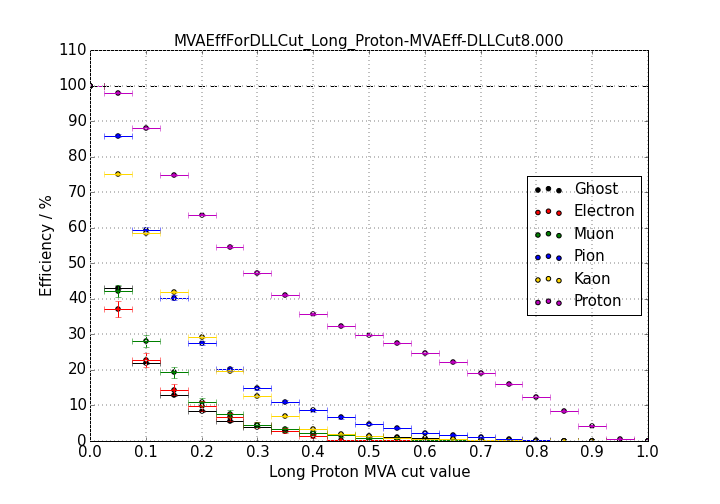 MVAEffForDLLCut_Long_Proton-MVAEff-DLLCut8.000
110
100
90
80
70
60
50
40
30
20
10
0
Efficiency / %
Ghost
Electron
Muon
Pion
Kaon
Proton
0.0 0.1 0.2 0.3 0.4 0.5 0.6 0.7 0.8 0.9 1.0
Long Proton MVA cut value